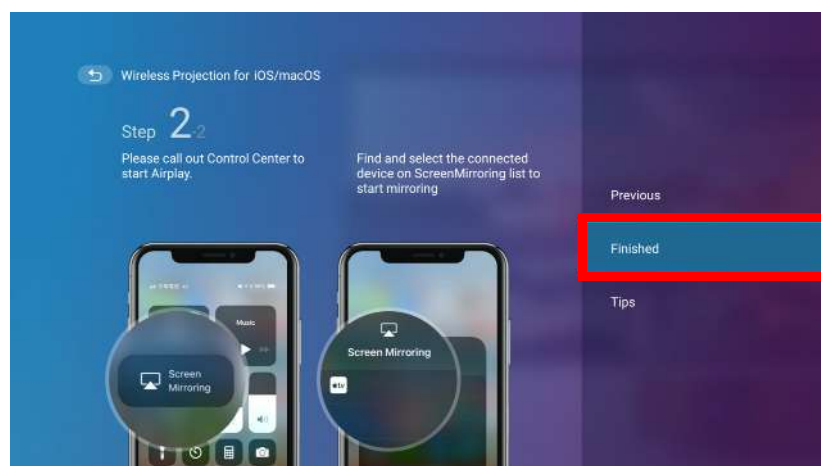 Wireless Projection for iOS/macOS
Step 2-2
Please call out Control Center to
start Airplay.
Find and select the connected
device on ScreenMirroring list to
start mirroring
Music
Screen
Mirroring
Screen Mirroring
tv
Previous
Finished
Tips